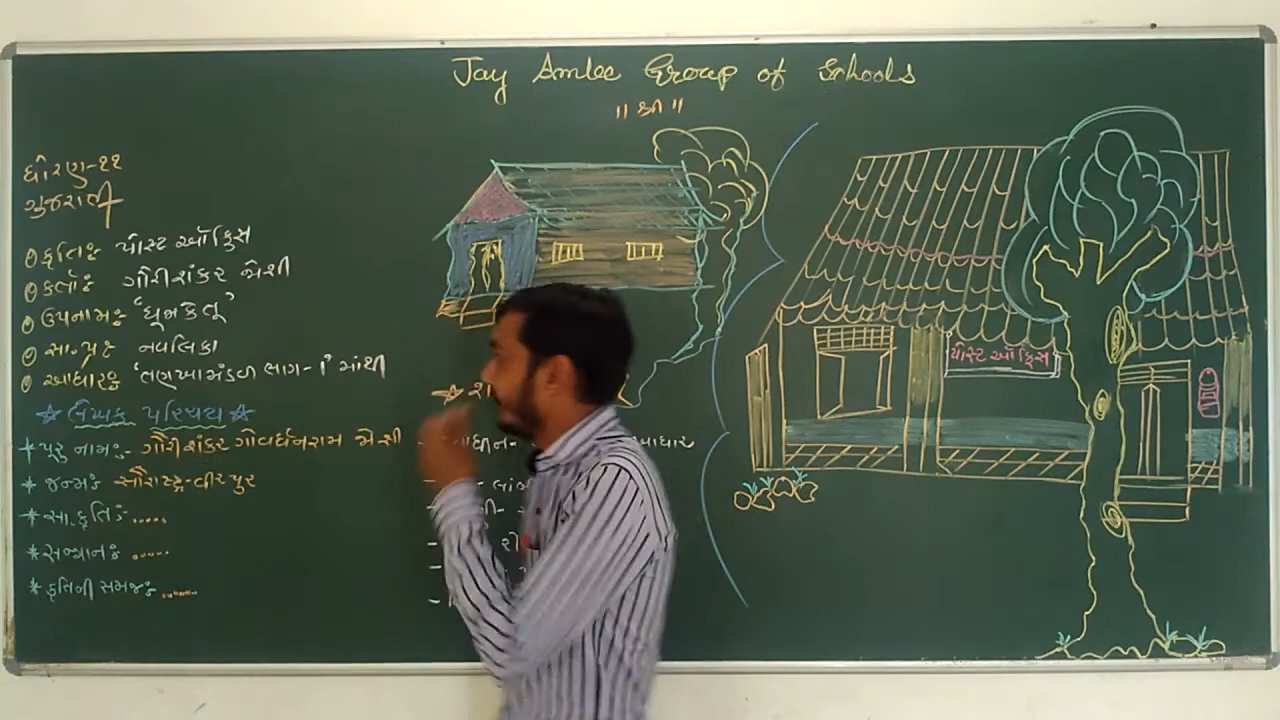 Jay Amlee Group of Schools
॥ શ્રી ॥
ધોરણ-૧૧
ગુજરાતી
કૃતિઃ પોસ્ટ ઑફિસ
કર્તાઃ ગૌરીશંકર જોશી
ઉપનામઃ 'ધૂમકેતુ'
સા.પ્રઃ નવલિકા
આધારઃ 'તણખામંડળ ભાગ-1' માંથી
લેખક પરિચય
* પુરુ નામઃ- ગૌરીશંકર ગોવર્ધનરામ જોશી
* જન્મઃ સૌરાષ્ટ્ર-વીરપુર
* સા.કૃતિઃ .....
* સન્માનઃ .....
* કૃતિની સમજઃ ......
આધાર
પોસ્ટ ઑફિસ